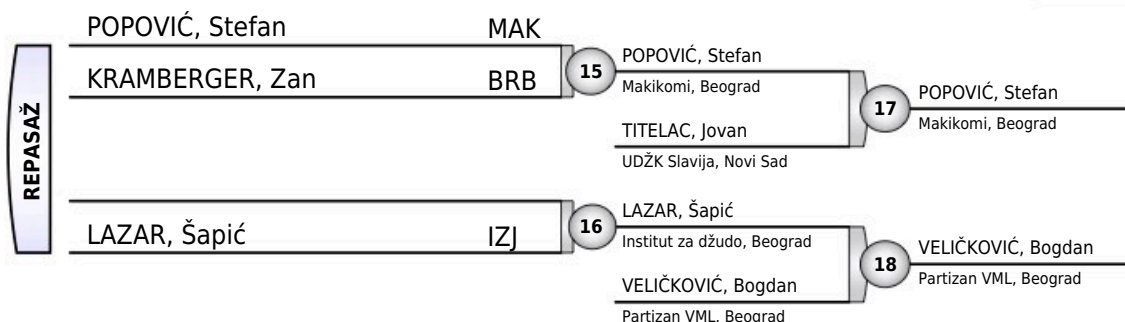 REPASAŽ
POPOVIĆ, Stefan MAK
KRAMBERGER, Zan BRB
15
POPOVIĆ, Stefan
Makikomi, Beograd
TITELAC, Jovan
UDŽK Slavija, Novi Sad
17
POPOVIĆ, Stefan
Makikomi, Beograd
LAZAR, Šapić IZJ
16
LAZAR, Šapić
Institut za džudo, Beograd
VELIČKOVIĆ, Bogdan
Partizan VML, Beograd
18
VELIČKOVIĆ, Bogdan
Partizan VML, Beograd